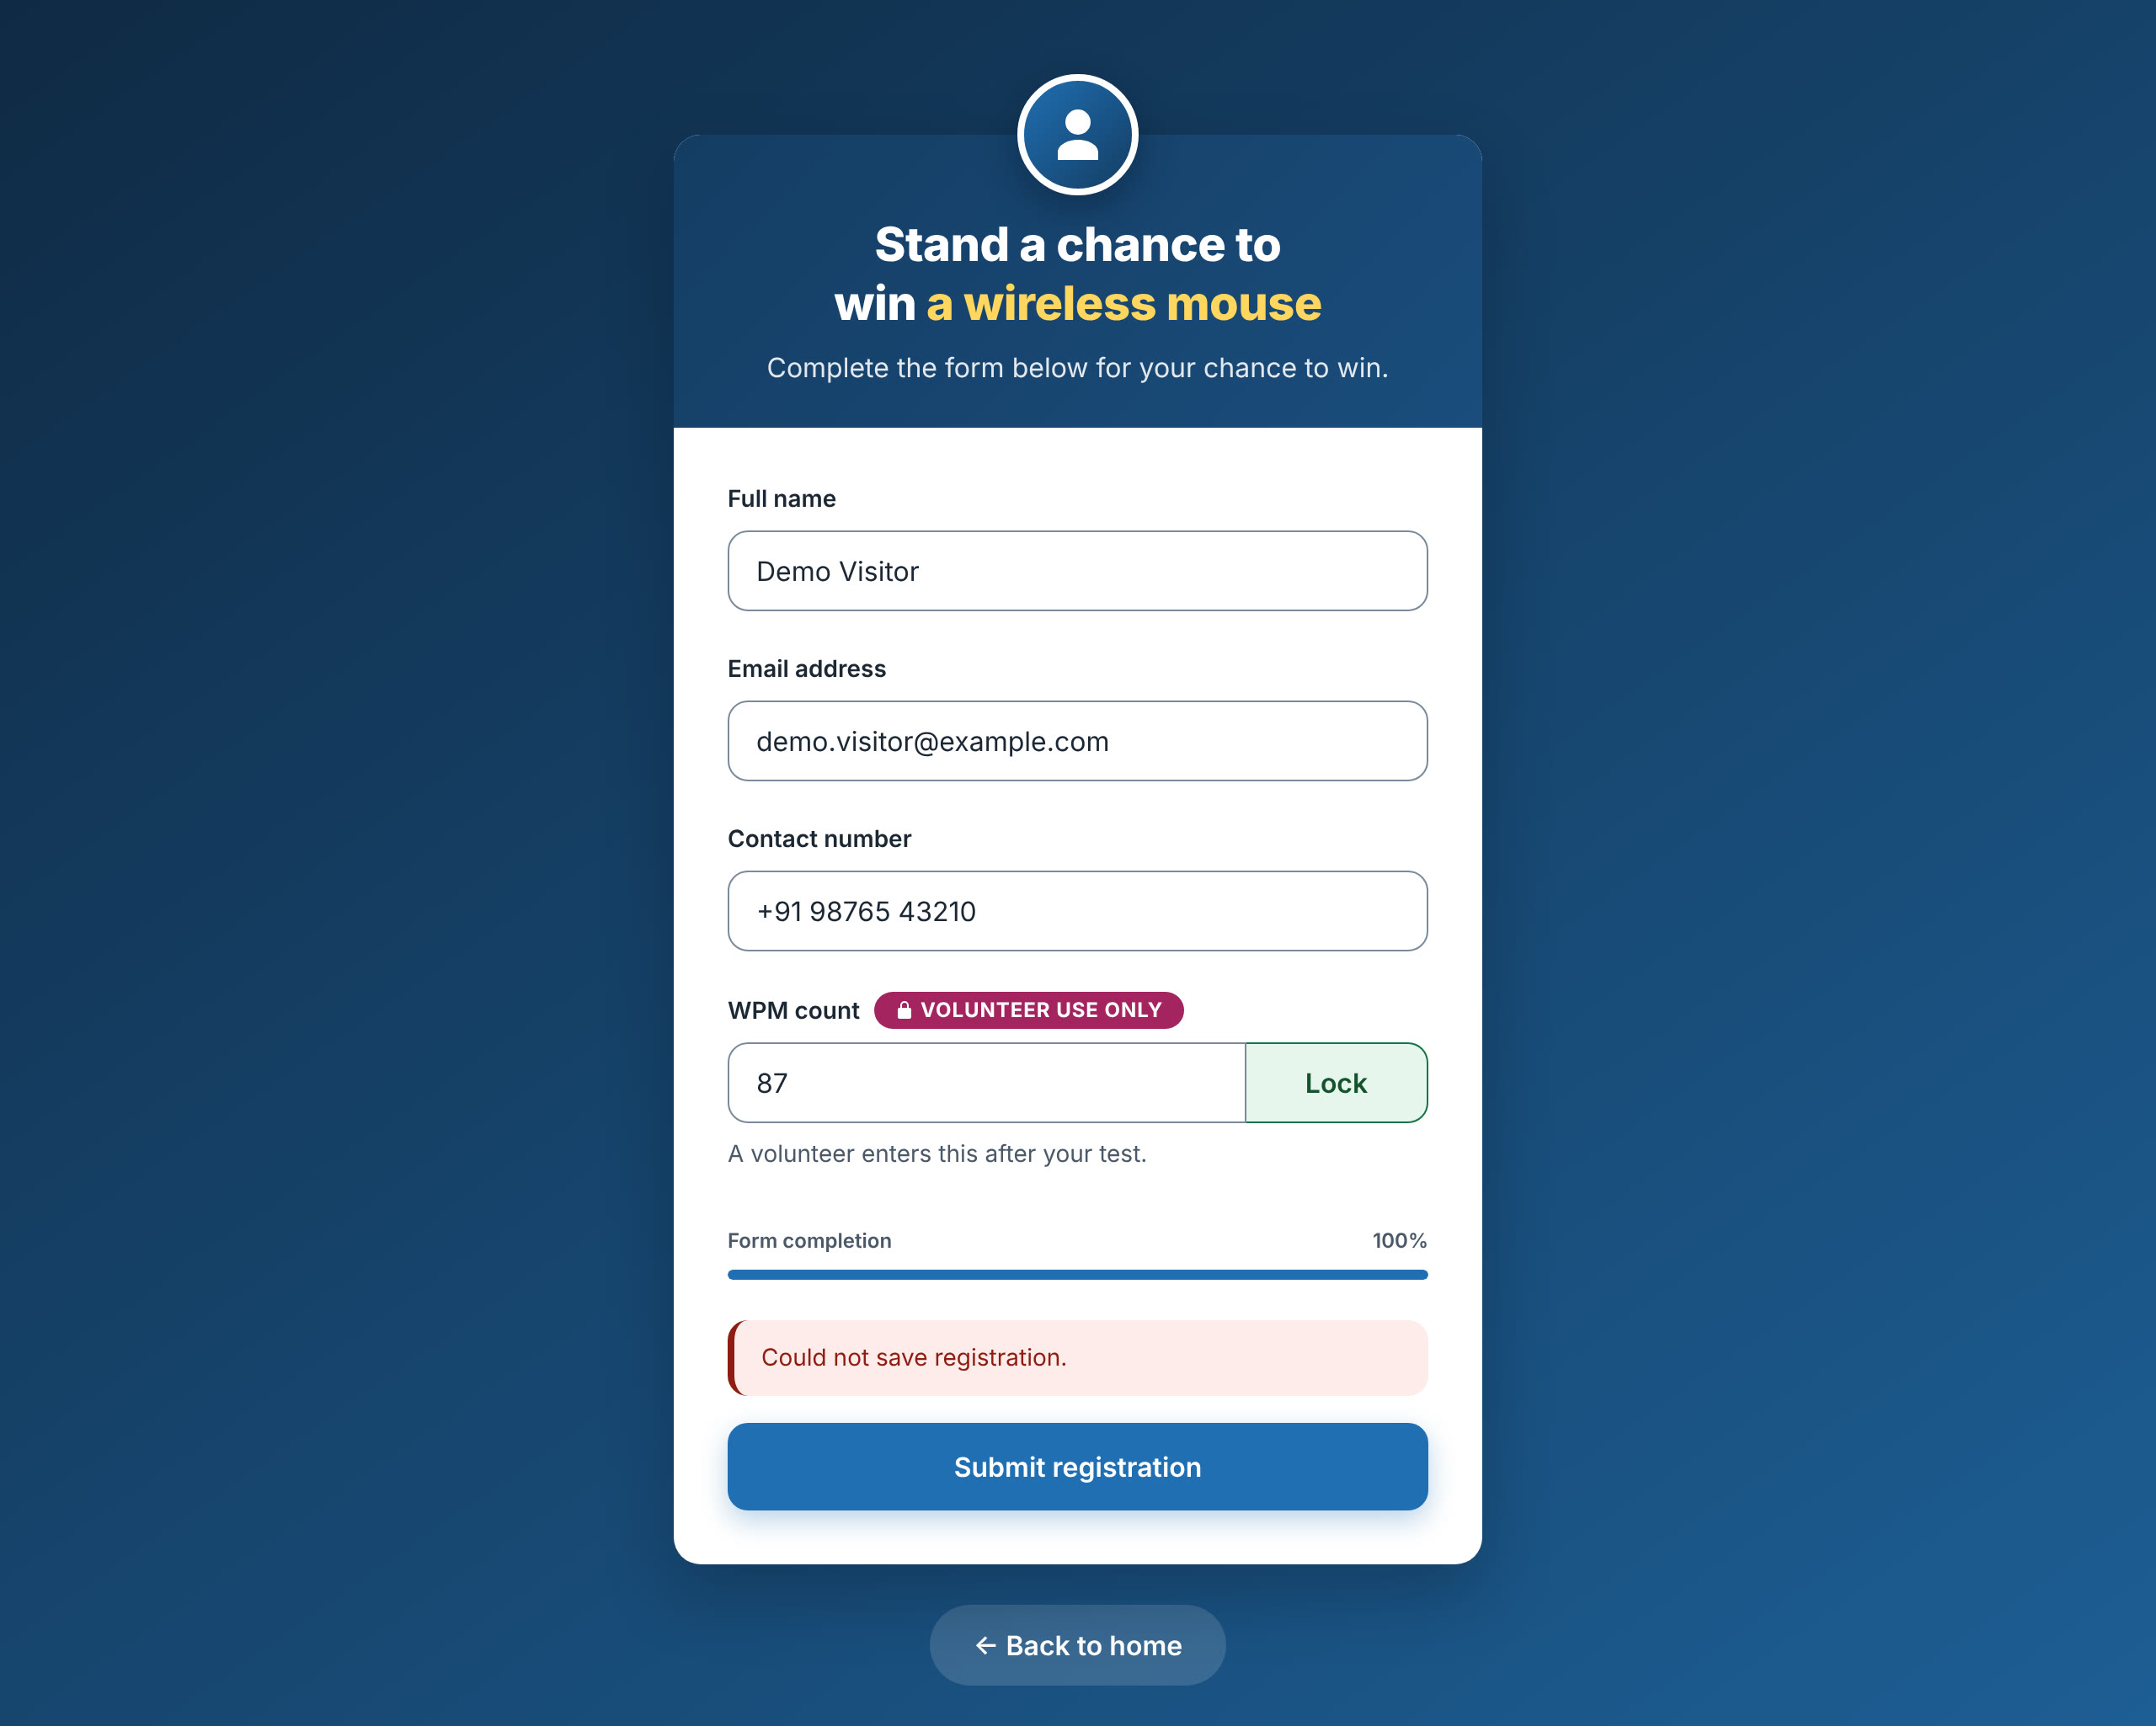 Stand a chance to
win a wireless mouse
Complete the form below for your chance to win.
Full name
Demo Visitor
Email address
demo.visitor@example.com
Contact number
+91 98765 43210
WPM count VOLUNTEER USE ONLY
87 Lock
A volunteer enters this after your test.
Form completion 100%
Could not save registration.
Submit registration
← Back to home